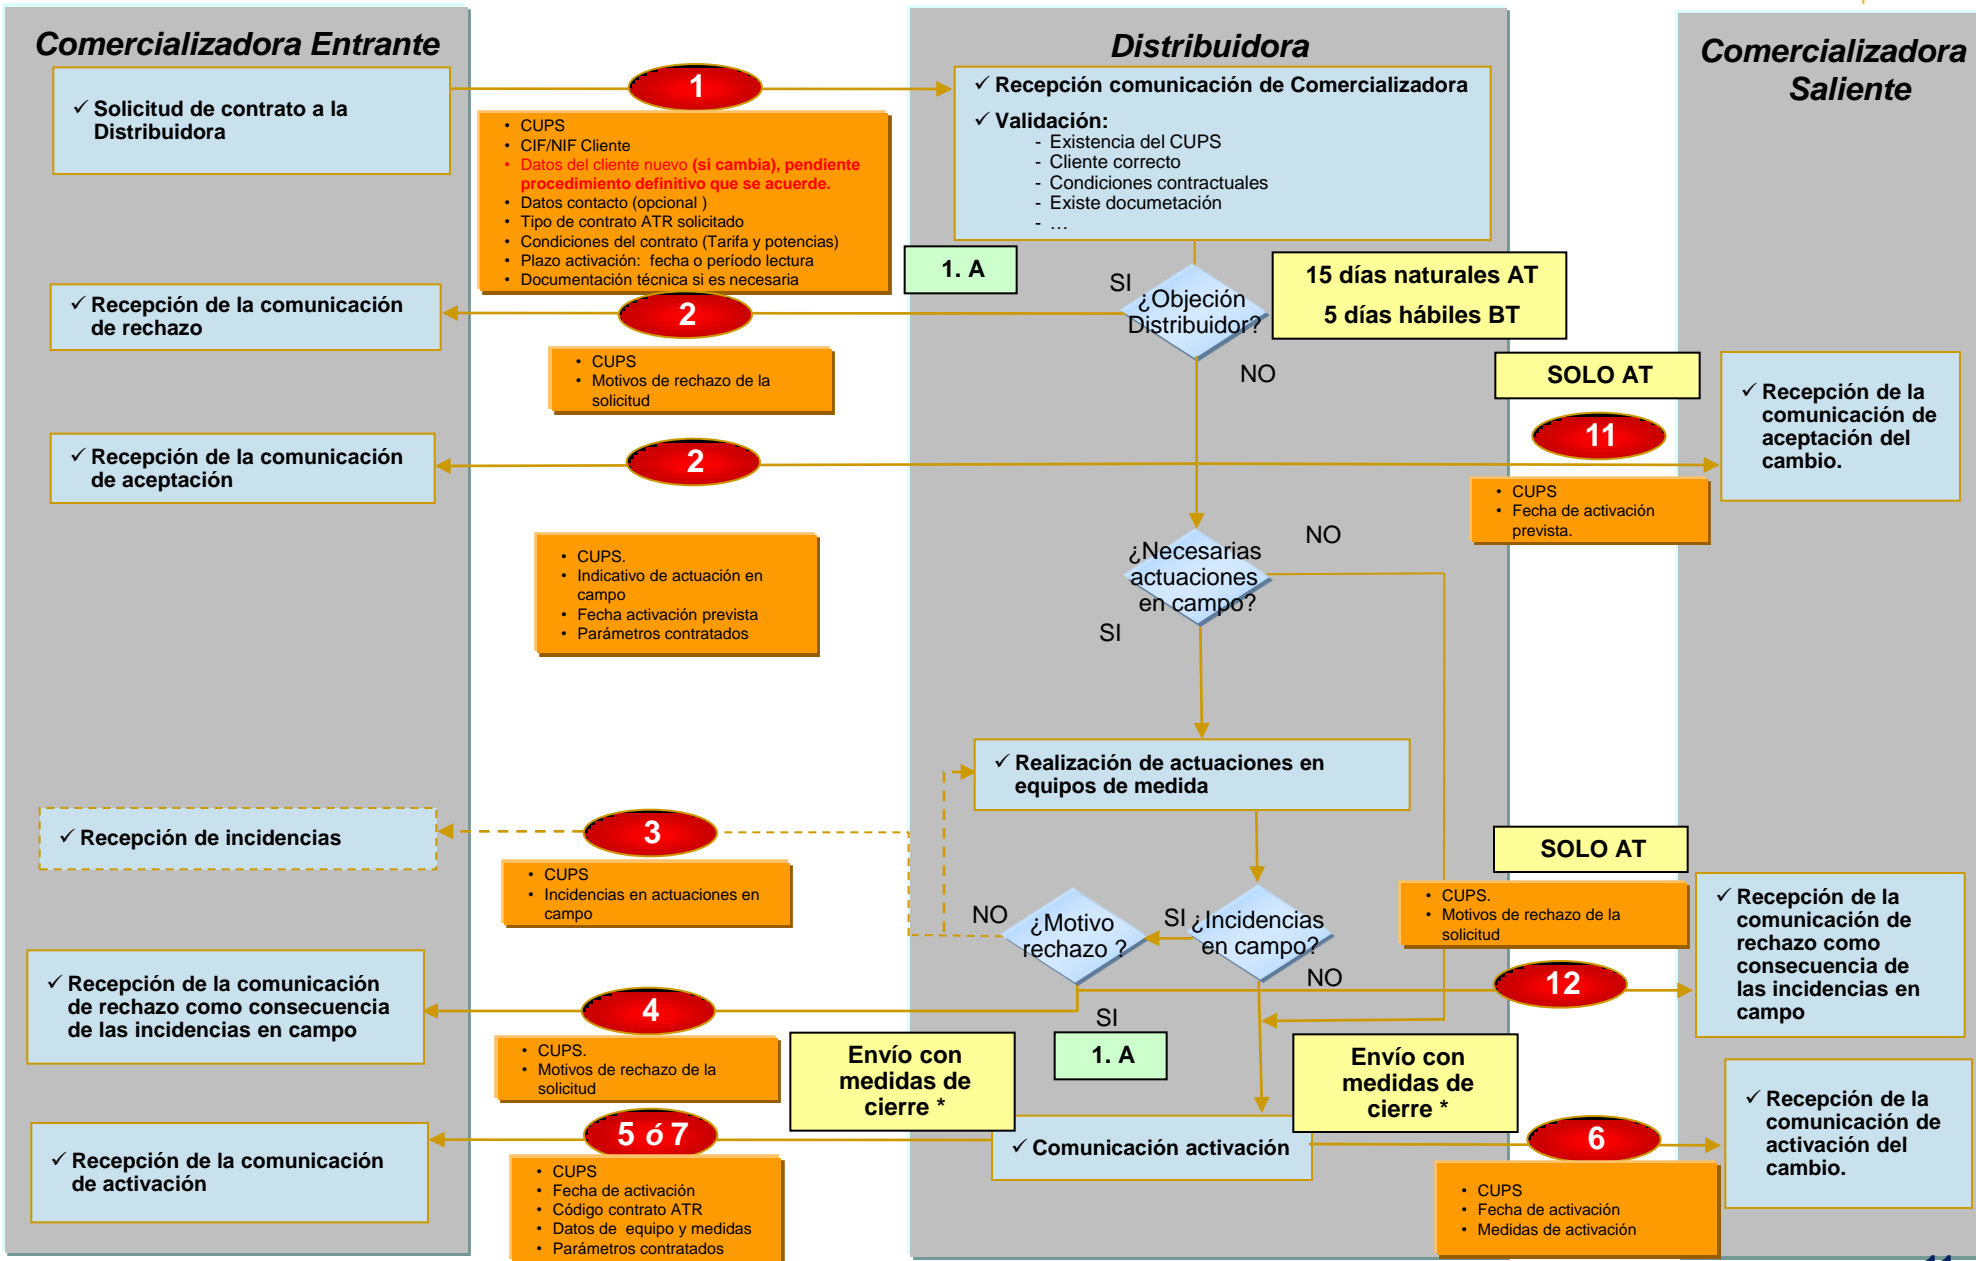 Comercializadora Entrante
Distribuidora
Comercializadora
Saliente
✓ Solicitud de contrato a la
Distribuidora
1
• CUPS
• CIF/NIF Cliente
• Datos del cliente nuevo (si cambia), pendiente
procedimiento definitivo que se acuerde.
• Datos contacto (opcional )
• Tipo de contrato ATR solicitado
• Condiciones del contrato (Tarifa y potencias)
• Plazo activación: fecha o período lectura
• Documentación técnica si es necesaria
✓ Recepción comunicación de Comercializadora
✓ Validación:
- Existencia del CUPS
- Cliente correcto
- Condiciones contractuales
- Existe documetación
- ...
1. A
SI
¿Objeción
Distribuidor?
15 días naturales AT
5 días hábiles BT
NO
✓ Recepción de la comunicación
de rechazo
2
• CUPS
• Motivos de rechazo de la
solicitud
SOLO AT
11
✓ Recepción de la
comunicación de
aceptación del
cambio.
✓ Recepción de la comunicación
de aceptación
2
• CUPS
• Fecha de activación
prevista.
• CUPS.
• Indicativo de actuación en
campo
• Fecha activación prevista
• Parámetros contratados
¿Necesarias
actuaciones
en campo?
NO
SI
✓ Realización de actuaciones en
equipos de medida
✓ Recepción de incidencias
3
• CUPS
• Incidencias en actuaciones en
campo
SOLO AT
• CUPS.
• Motivos de rechazo de la
solicitud
NO
¿Motivo
rechazo ?
SI
¿Incidencias
en campo?
NO
12
✓ Recepción de la
comunicación de
rechazo como
consecuencia de
las incidencias en
campo
✓ Recepción de la comunicación
de rechazo como consecuencia
de las incidencias en campo
4
• CUPS.
• Motivos de rechazo de la
solicitud
SI
1. A
Envío con
medidas de
cierre *
Envío con
medidas de
cierre *
✓ Recepción de la comunicación
de activación
5 ó 7
• CUPS
• Fecha de activación
• Código contrato ATR
• Datos de equipo y medidas
• Parámetros contratados
✓ Comunicación activación
6
• CUPS
• Fecha de activación
• Medidas de activación
✓ Recepción de la
comunicación de
activación del
cambio.